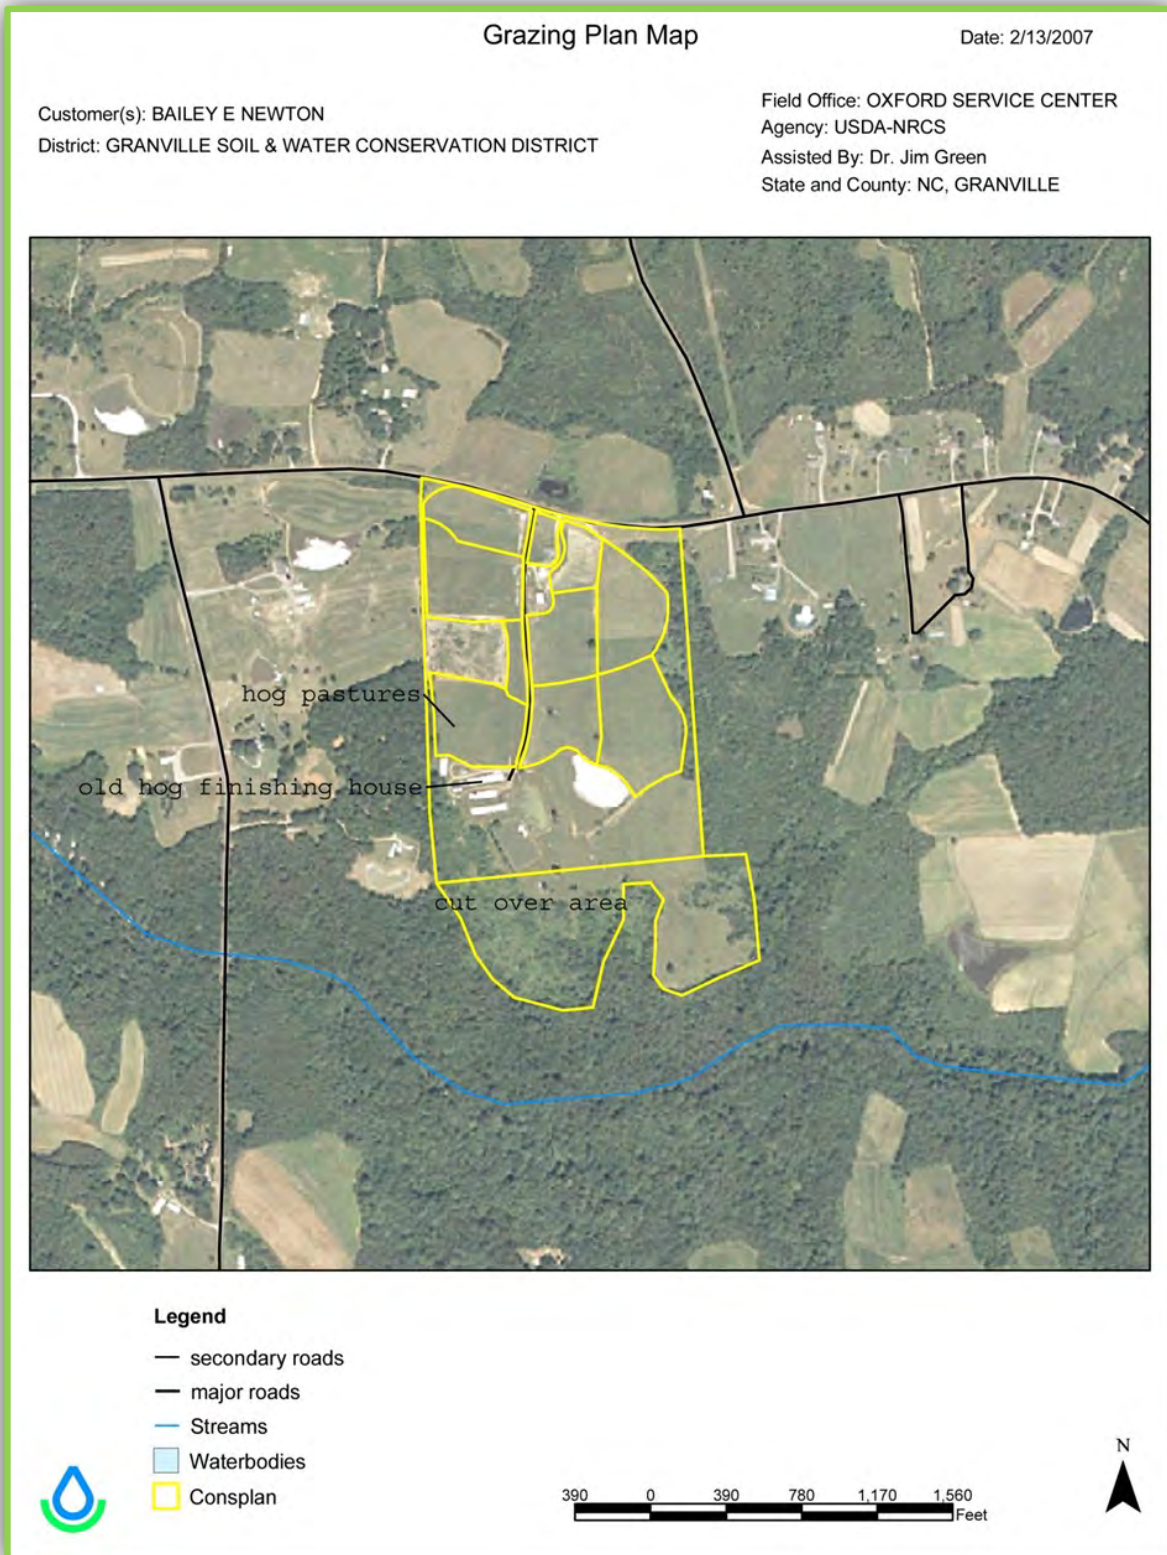 Grazing Plan Map
Date: 2/13/2007
Customer(s): BAILEY E NEWTON
District: GRANVILLE SOIL & WATER CONSERVATION DISTRICT
Field Office: OXFORD SERVICE CENTER
Agency: USDA-NRCS
Assisted By: Dr. Jim Green
State and County: NC, GRANVILLE
hog pastures
old hog finishing house
cut over area
Legend
secondary roads
major roads
Streams
Waterbodies
Consplan
390 0 390 780 1,170 1,560
Feet
N